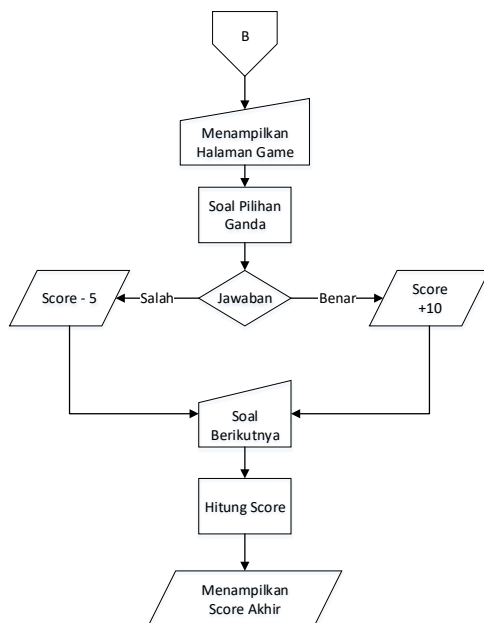 B
Menampilkan
Halaman Game
Soal Pilihan
Ganda
Score - 5
Salah
Jawaban
Benar
Score
+10
Soal
Berikutnya
Hitung Score
Menampilkan
Score Akhir